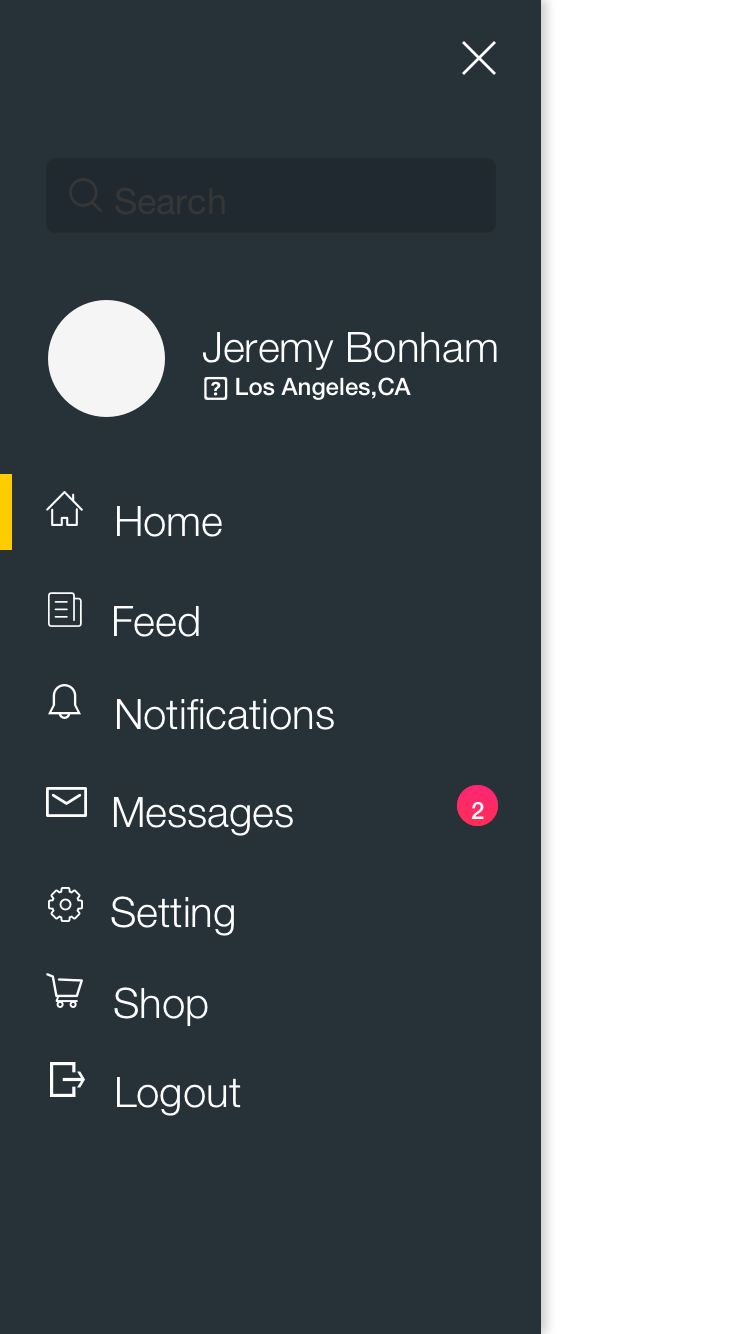 Search
Jeremy Bonham
Los Angeles,CA
Home
Feed
Notifications
Messages
2
Setting
Shop
Logout